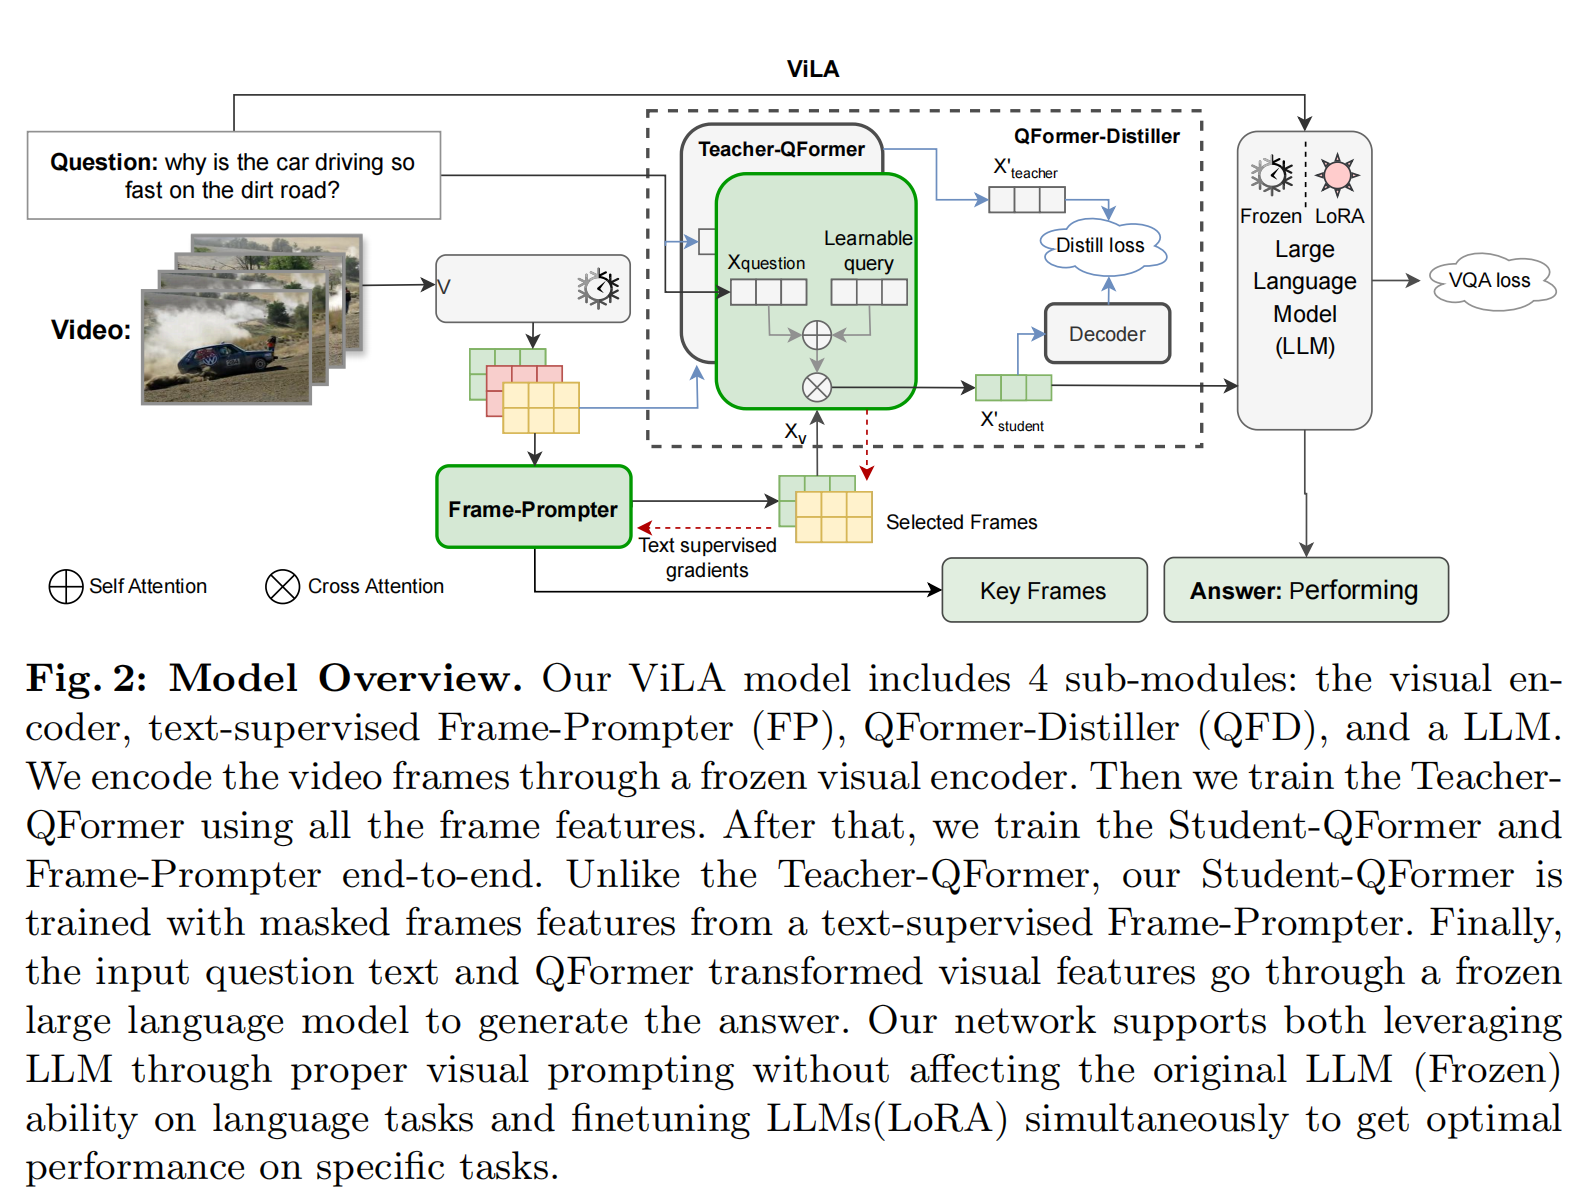 ViLA
Question: why is the car driving so
fast on the dirt road?
Video:
V
Teacher-QFormer
QFormer-Distiller
X'teacher
Distill loss
Xquestion
Learnable
query
Decoder
X'student
Xv
Frozen
LoRA
Large
Language
Model
(LLM)
VQA loss
Frame-Prompter
Text supervised
gradients
Selected Frames
Self Attention
Cross Attention
Key Frames
Answer: Performing
Fig. 2: Model Overview. Our ViLA model includes 4 sub-modules: the visual en-
coder, text-supervised Frame-Prompter (FP), QFormer-Distiller (QFD), and a LLM.
We encode the video frames through a frozen visual encoder. Then we train the Teacher-
QFormer using all the frame features. After that, we train the Student-QFormer and
Frame-Prompter end-to-end. Unlike the Teacher-QFormer, our Student-QFormer is
trained with masked frames features from a text-supervised Frame-Prompter. Finally,
the input question text and QFormer transformed visual features go through a frozen
large language model to generate the answer. Our network supports both leveraging
LLM through proper visual prompting without affecting the original LLM (Frozen)
ability on language tasks and finetuning LLMs(LoRA) simultaneously to get optimal
performance on specific tasks.